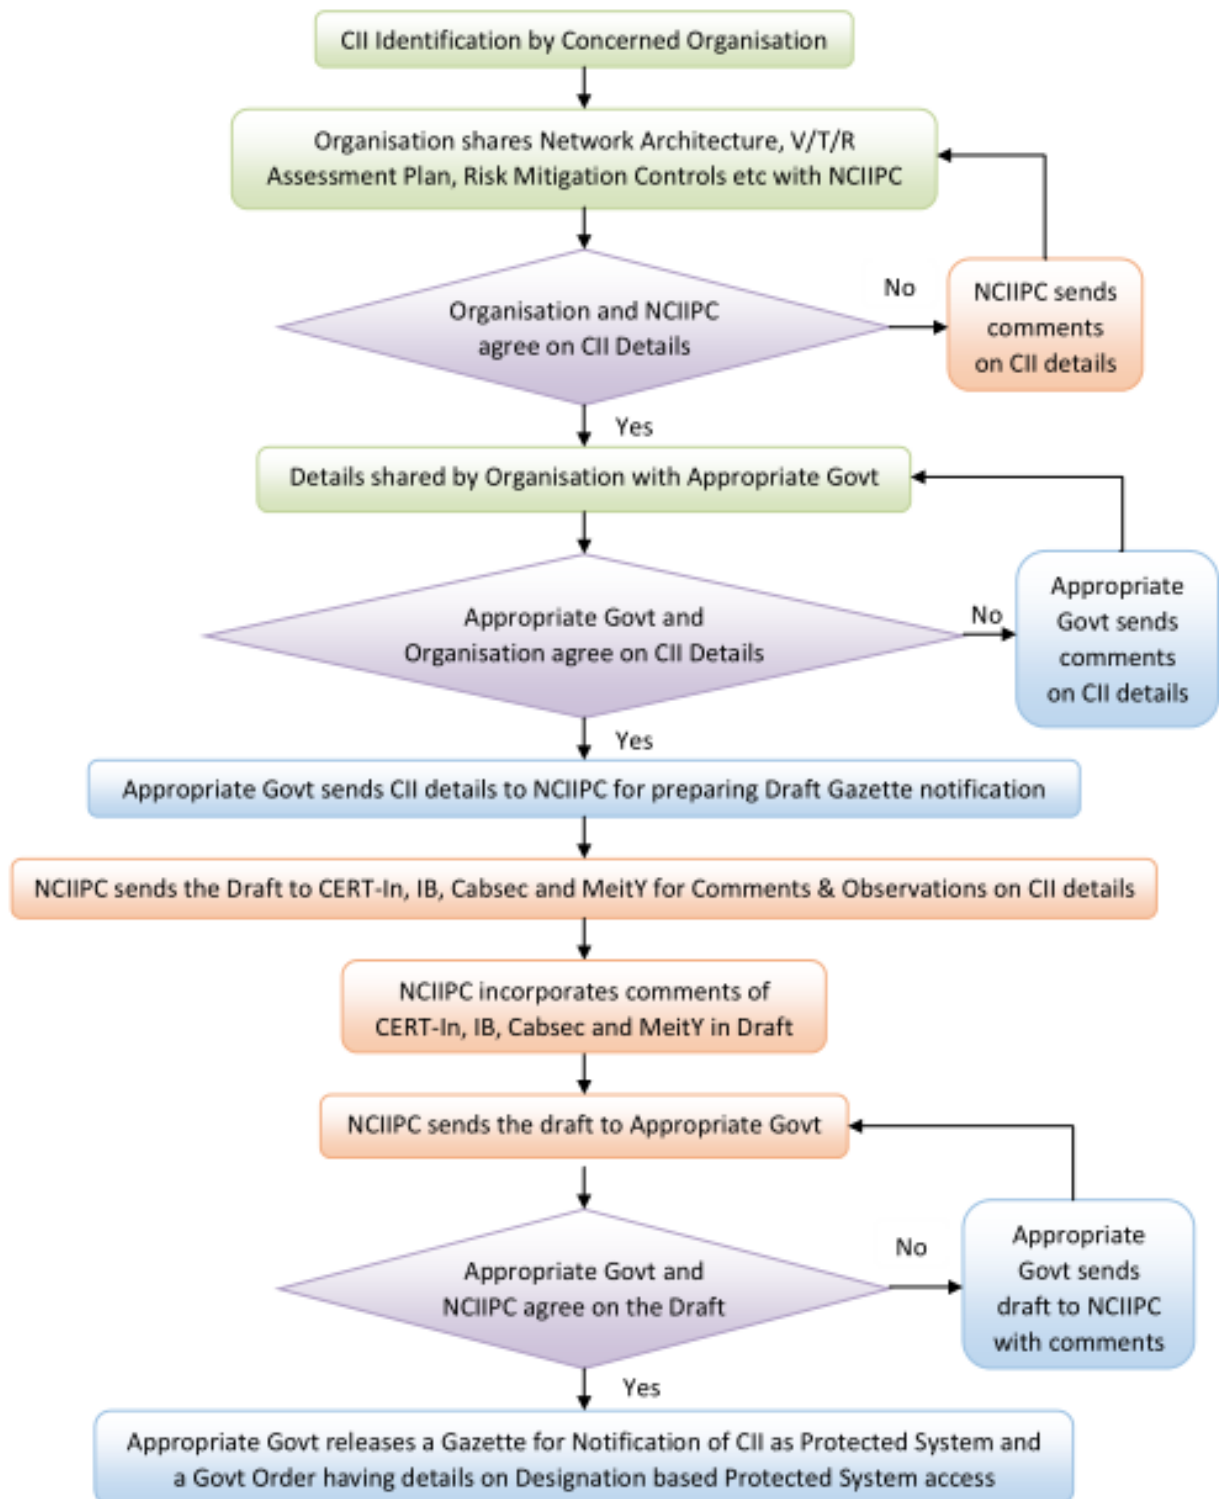 CII Identification by Concerned Organisation
Organisation shares Network Architecture, V/T/R
Assessment Plan, Risk Mitigation Controls etc with NCIIPC
Organisation and NCIIPC
agree on CII Details
No
NCIIPC sends
comments
on CII details
Yes
Details shared by Organisation with Appropriate Govt
Appropriate Govt and
Organisation agree on CII Details
No
Appropriate
Govt sends
comments
on CII details
Yes
Appropriate Govt sends CII details to NCIIPC for preparing Draft Gazette notification
NCIIPC sends the Draft to CERT-In, IB, Cabsec and MeitY for Comments & Observations on CII details
NCIIPC incorporates comments of
CERT-In, IB, Cabsec and MeitY in Draft
NCIIPC sends the draft to Appropriate Govt
Appropriate Govt and
NCIIPC agree on the Draft
No
Appropriate
Govt sends
draft to NCIIPC
with comments
Yes
Appropriate Govt releases a Gazette for Notification of CII as Protected System and
a Govt Order having details on Designation based Protected System access